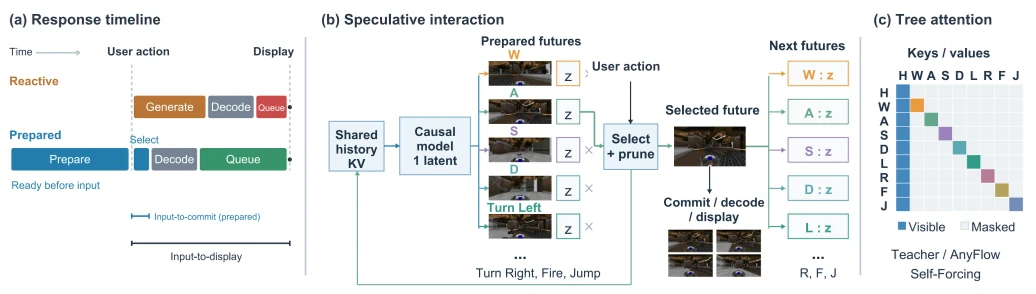 (a) Response timeline
Time
User action
Display
Reactive
Generate
Decode
Queue
Prepared
Select
Prepare
Decode
Queue
Ready before input
Input-to-commit (prepared)
Input-to-display
(b) Speculative interaction
Shared
history
KV
Causal
model
1 latent
Prepared futures
W
z
A
z
S
z
D
z
Turn Left
z
...
Turn Right, Fire, Jump
User action
Select
+ prune
Selected future
Commit / decode
/ display
Next futures
W : z
A : z
S : z
D : z
L : z
...
R, F, J
(c) Tree attention
Keys / values
H W A S D L R F J
H
W
A
S
D
L
R
F
J
Visible
Masked
Teacher / AnyFlow
Self-Forcing